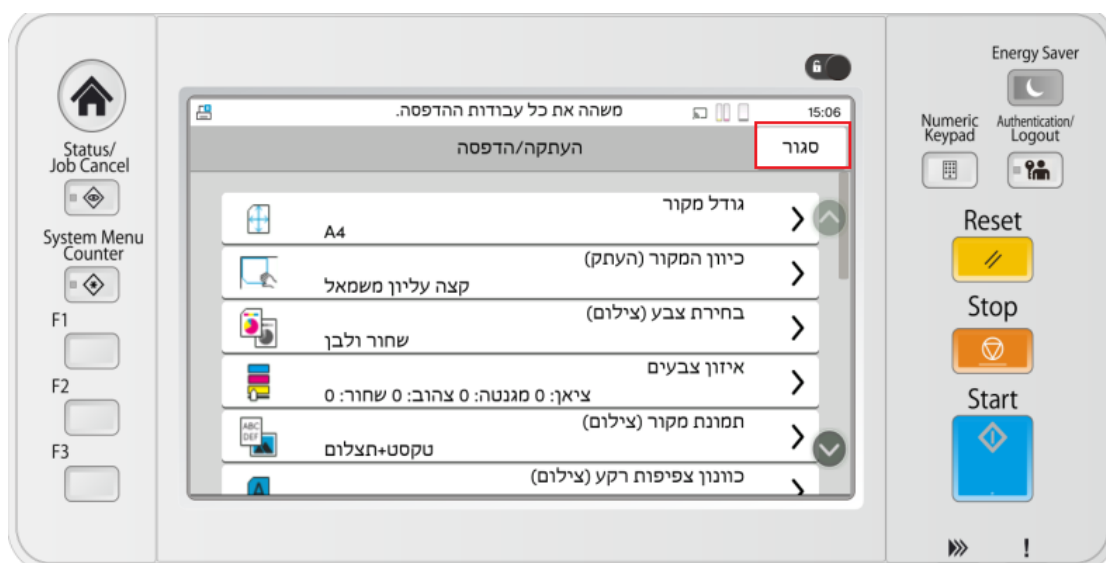 Energy Saver
Status/
Job Cancel
System Menu
Counter
F1
F2
F3
משהה את כל עבודות ההדפסה.
15:06
העתקה/הדפסה
סגור
גודל מקור
A4
כיוון המקור (העתק)
קצה עליון משמאל
בחירת צבע (צילום)
שחור ולבן
איזון צבעים
ציאן: 0 מגנטה: 0 צהוב: 0 שחור: 0
תמונת מקור (צילום)
ABC
DEF
טקסט+תצלום
כוונון צפיפות רקע (צילום)
A
Numeric
Keypad
Authentication/
Logout
Reset
Stop
Start